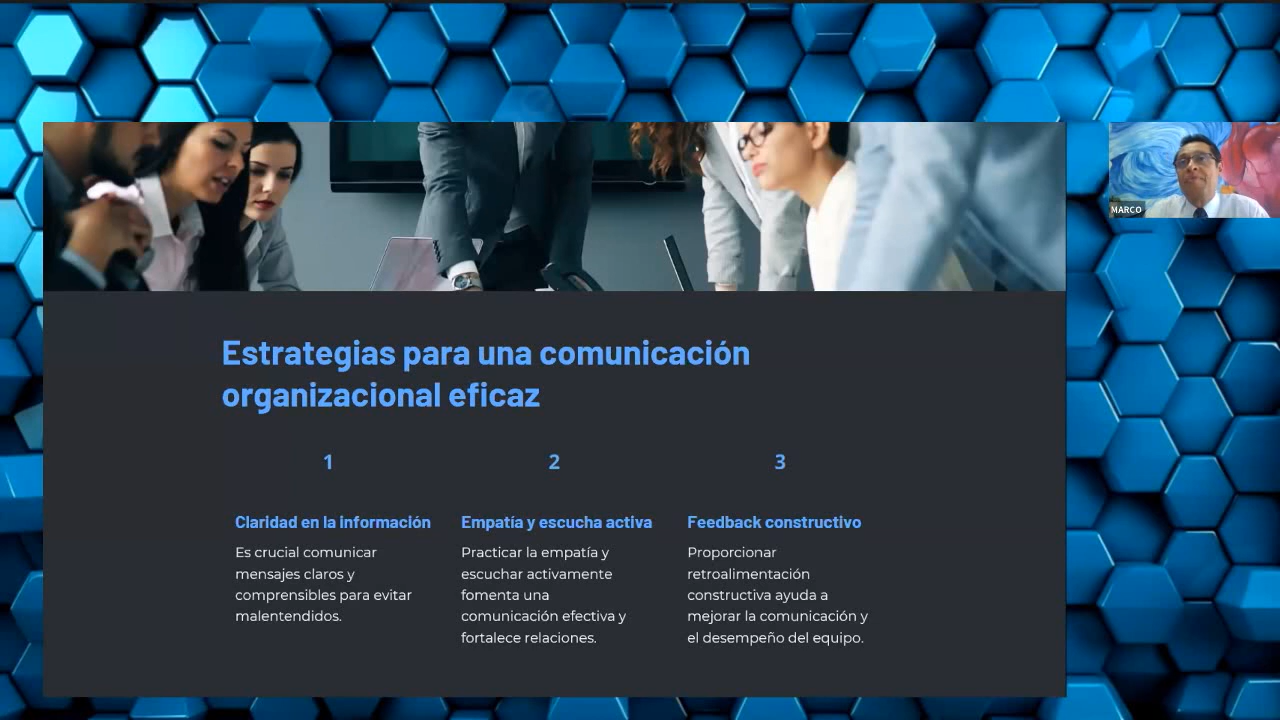 MARCO
Estrategias para una comunicación
organizacional eficaz
1
2
3
Claridad en la información
Es crucial comunicar
mensajes claros y
comprensibles para evitar
malentendidos.
Empatía y escucha activa
Practicar la empatía y
escuchar activamente
fomenta una
comunicación efectiva y
fortalece relaciones.
Feedback constructivo
Proporcionar
retroalimentación
constructiva ayuda a
mejorar la comunicación y
el desempeño del equipo.